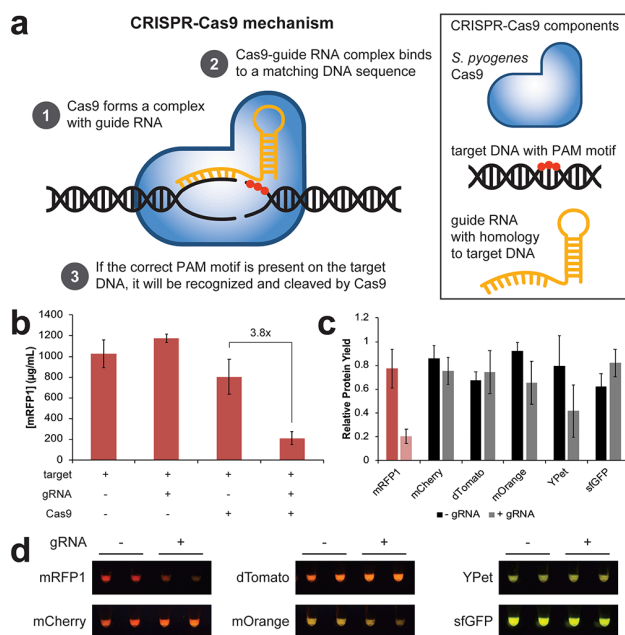 a
CRISPR-Cas9 mechanism
1
Cas9 forms a complex
with guide RNA
2
Cas9-guide RNA complex binds
to a matching DNA sequence
3
If the correct PAM motif is present on the target
DNA, it will be recognized and cleaved by Cas9
CRISPR-Cas9 components
S. pyogenes
Cas9
target DNA with PAM motif
guide RNA
with homology
to target DNA
b
[mRFP1] (µg/mL)
1200
1000
800
600
400
200
0
3.8x
target + + + +
gRNA - + - +
Cas9 - - + +
c
Relative Protein Yield
1.2
1
0.8
0.6
0.4
0.2
0
mRFP1
mCherry
dTomato
mOrange
YPet
sfGFP
- gRNA + gRNA
d
gRNA - + - + - +
mRFP1 dTomato YPet
mCherry mOrange sfGFP